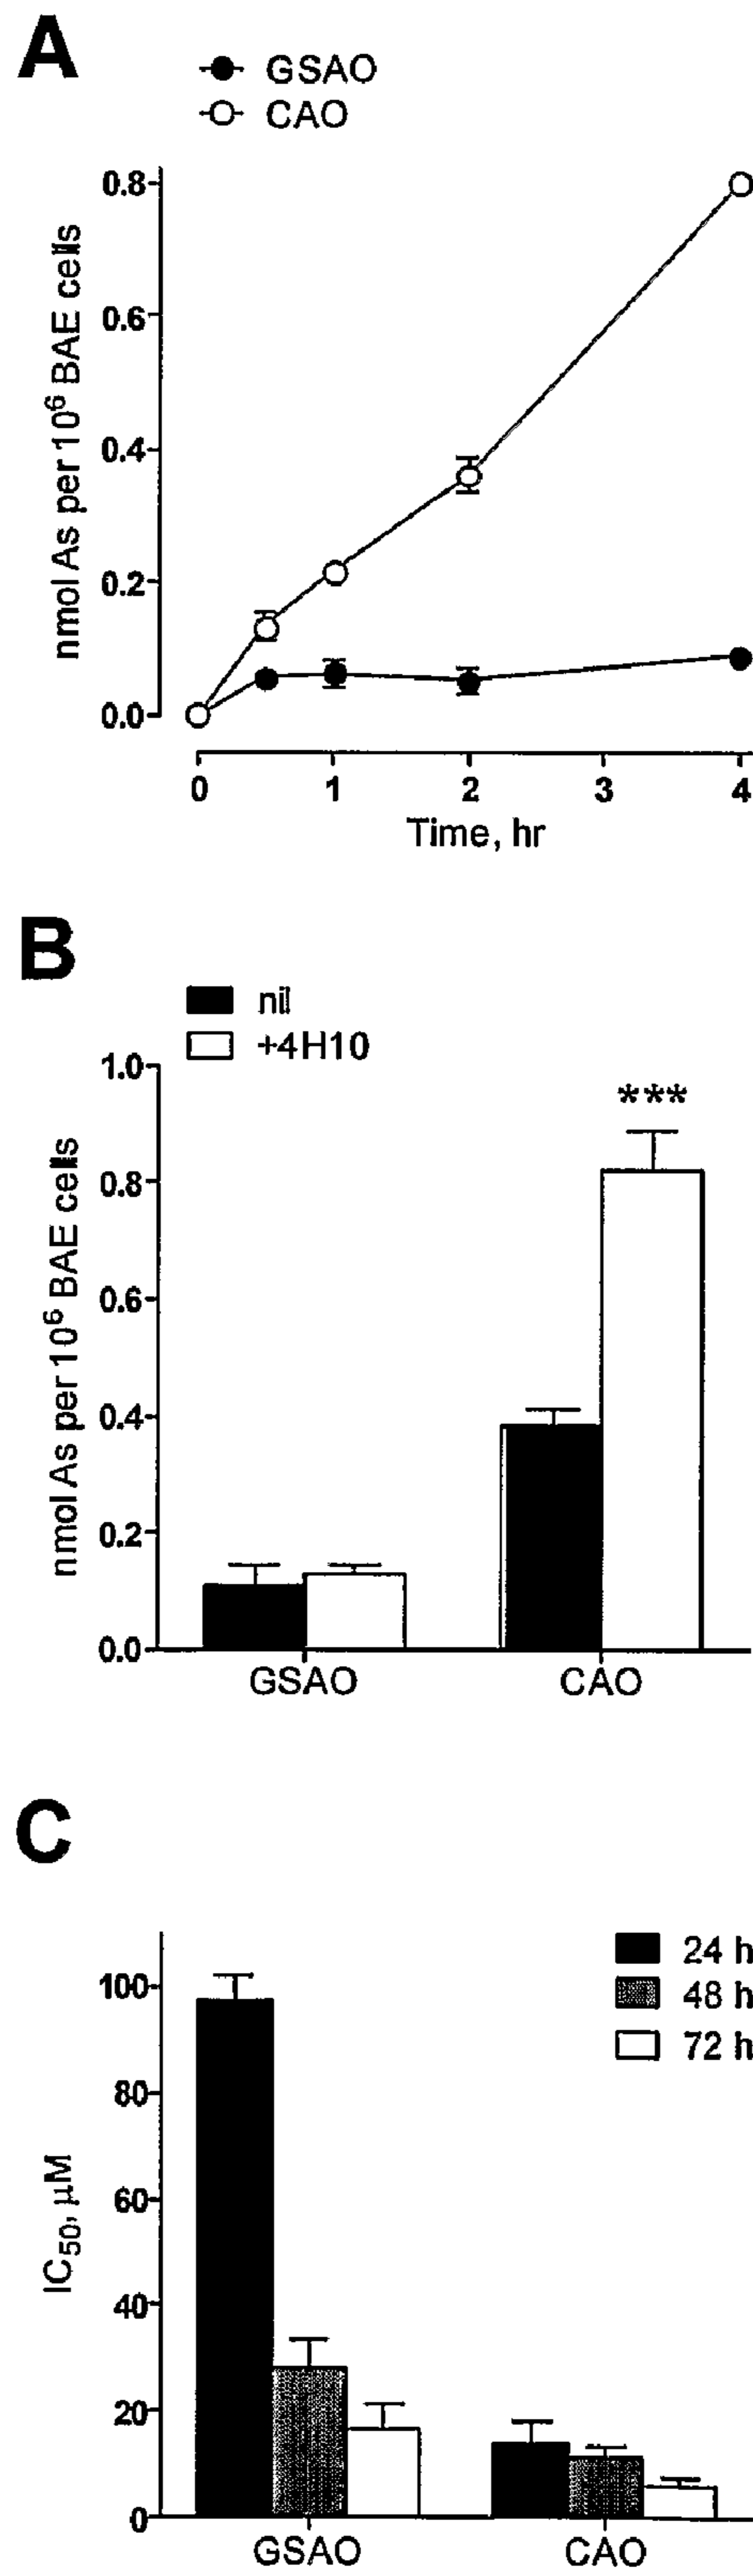 A
GSAO
CAO
nmol As per 10⁶ BAE cells
0.8
0.6
0.4
0.2
0.0
0 1 2 3 4
Time, hr
B
nil
+4H10
nmol As per 10⁶ BAE cells
1.0
0.8
0.6
0.4
0.2
0.0
***
GSAO CAO
C
24 h
48 h
72 h
IC₅₀, µM
100
80
60
40
20
0
GSAO CAO